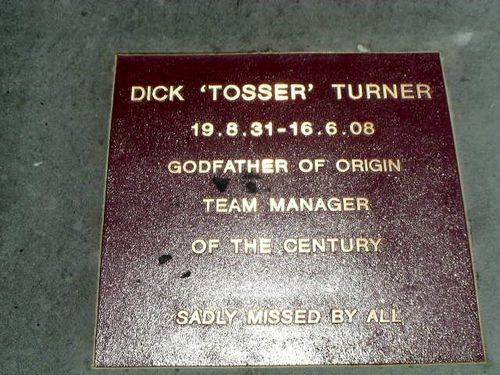 DICK ‘TOSSER’ TURNER
19.8.31-16.6.08
GODFATHER OF ORIGIN
TEAM MANAGER
OF THE CENTURY
SADLY MISSED BY ALL